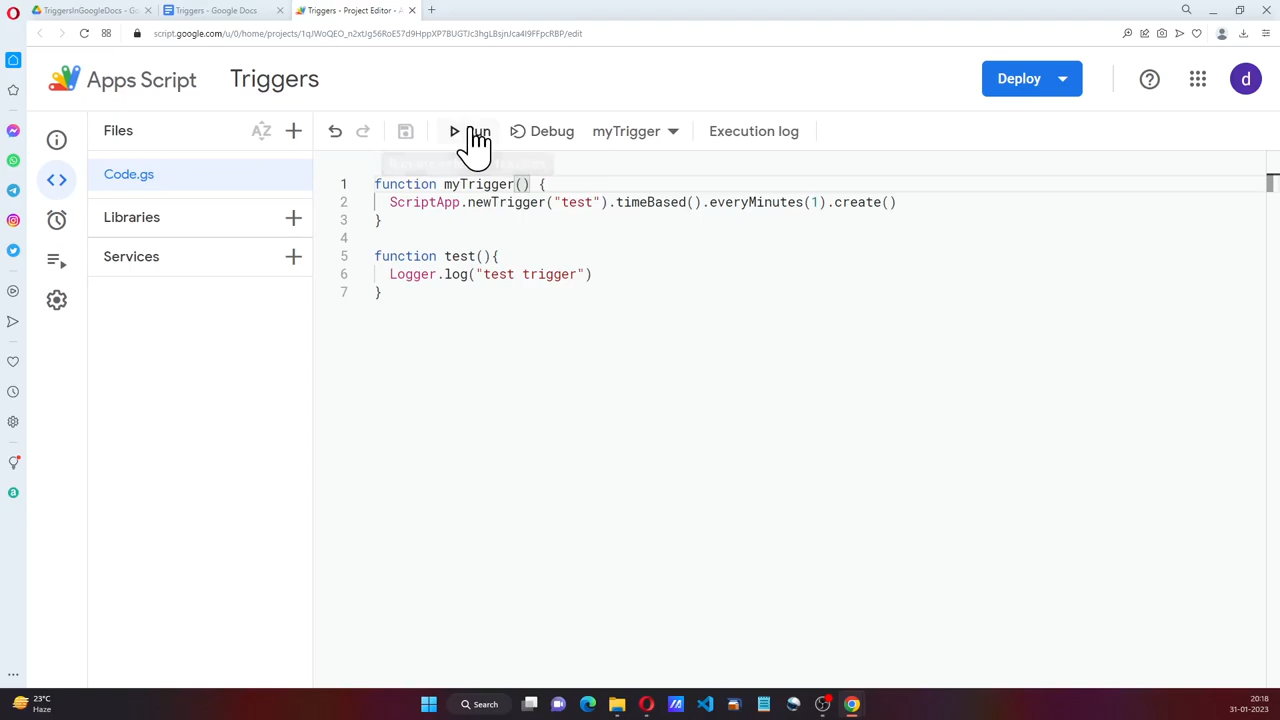 TriggersInGoogleDocs - Go
Triggers - Google Docs
Triggers - Project Editor - A
script.google.com/u/0/home/projects/1qJWoQEO_n2xtJg56RoE57d9HppXP7BUGTJc3hgLBsjnJca4I9FFpcRBP/edit
Apps Script
Triggers
Deploy
d
Files
AZ
Debug
myTrigger
Execution log
Code.gs
Libraries
Services
1 function myTrigger() {
2 ScriptApp.newTrigger("test").timeBased().everyMinutes(1).create()
3 }
4
5 function test(){
6 Logger.log("test trigger")
7 }
23°C
Haze
Search
20:18
31-01-2023